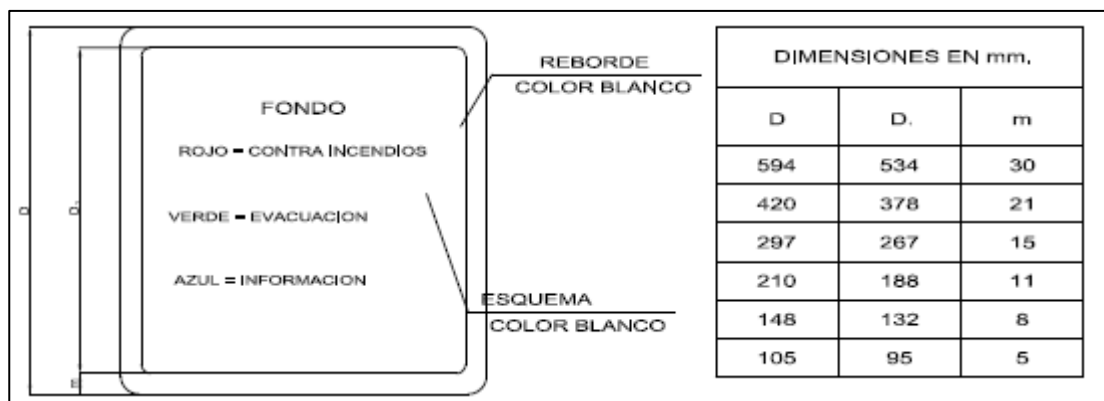 REBORDE
COLOR BLANCO
FONDO
ROJO = CONTRA INCENDIOS
VERDE = EVACUACION
AZUL = INFORMACION
ESQUEMA
COLOR BLANCO
D
D.
m
DIMENSIONES EN mm.
D D. m
594 534 30
420 378 21
297 267 15
210 188 11
148 132 8
105 95 5